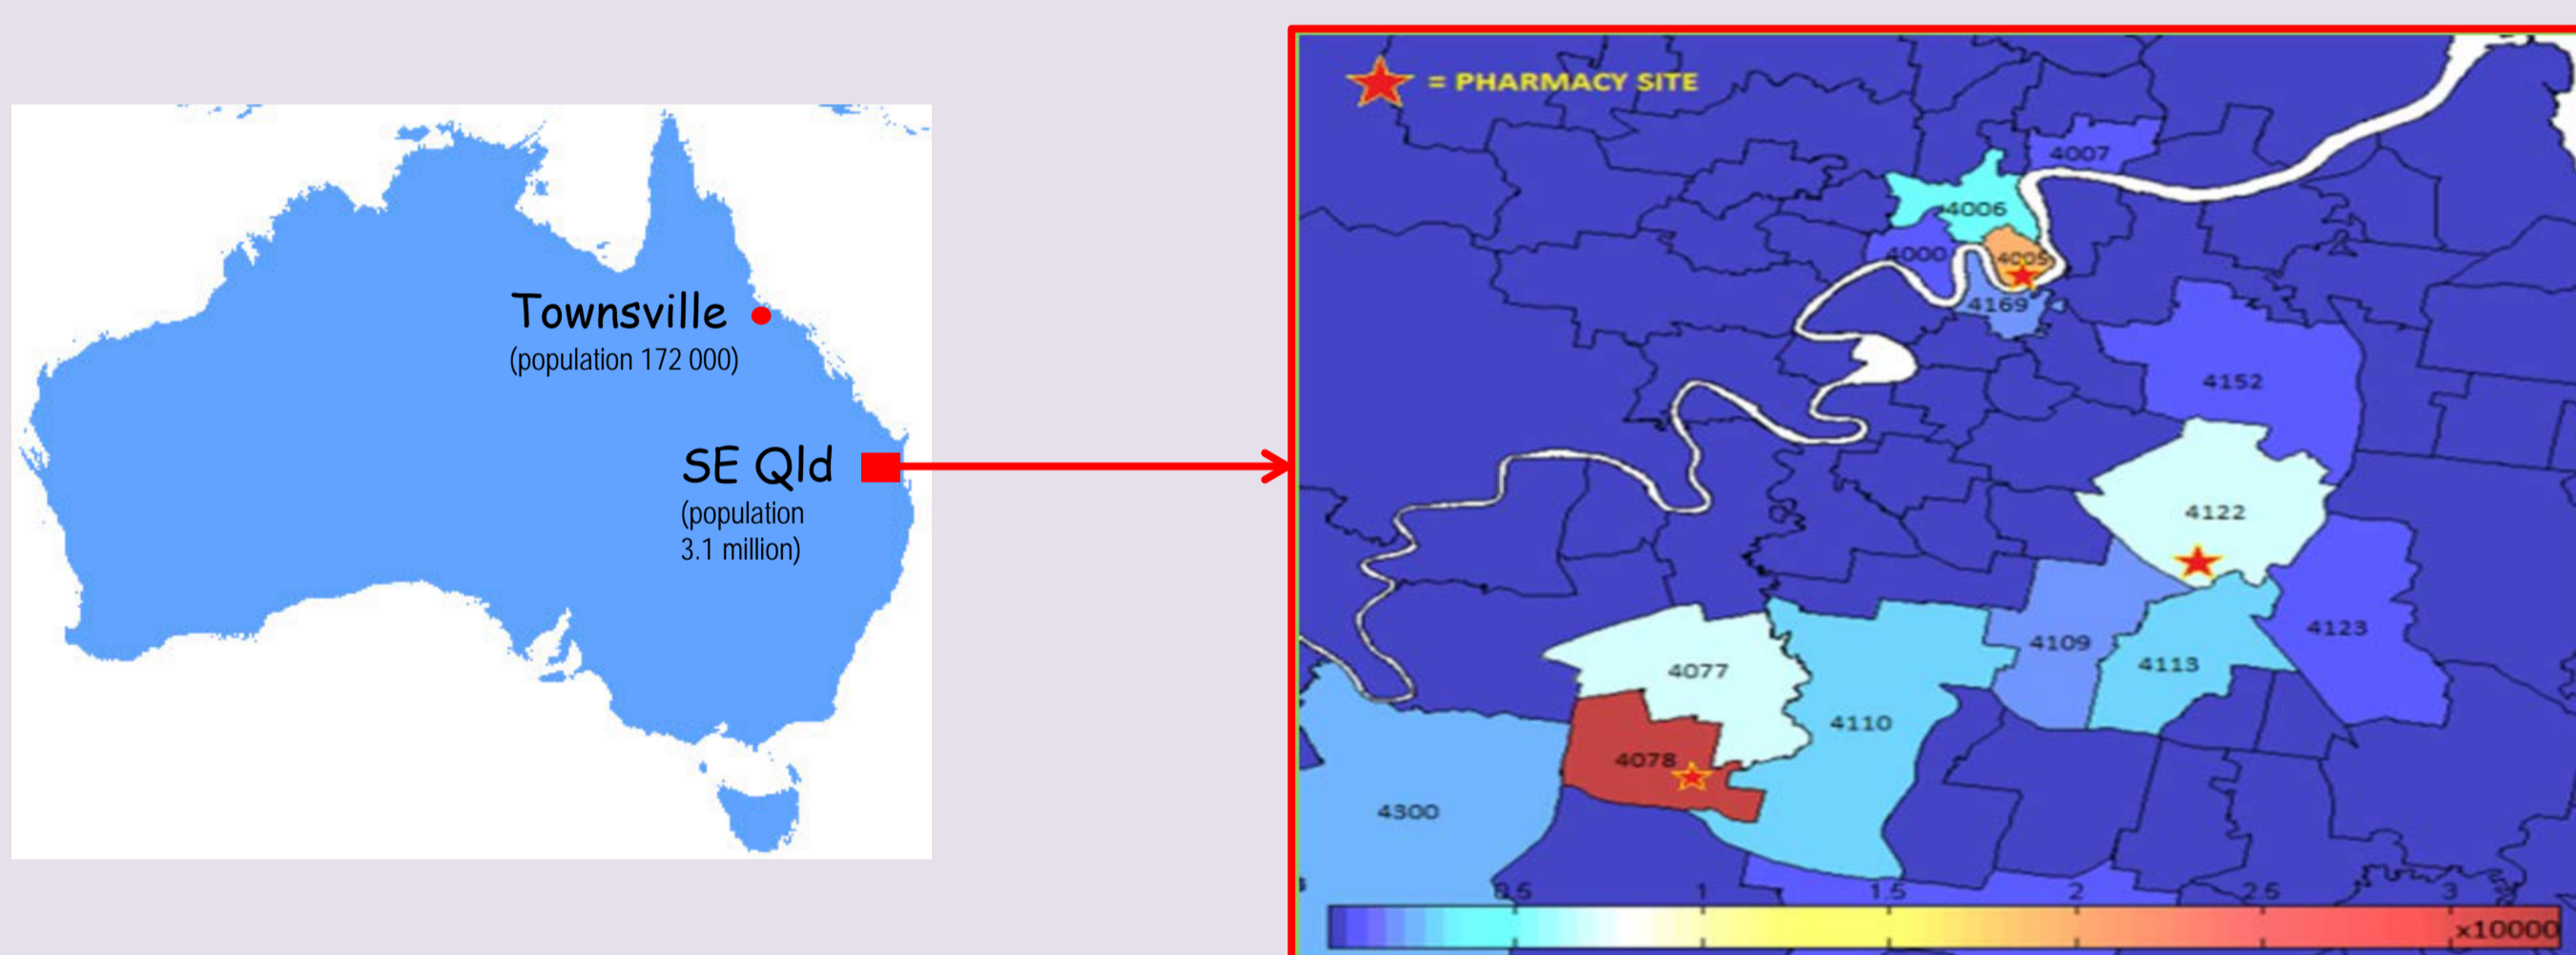 Townsville
(population 172 000)
SE Qld
(population
3.1 million)
= PHARMACY SITE
4007
4006
4000
4005
4169
4152
4122
4123
4109
4113
4077
4110
4078
4300
0.5 1 1.5 2 2.5 3
x10000